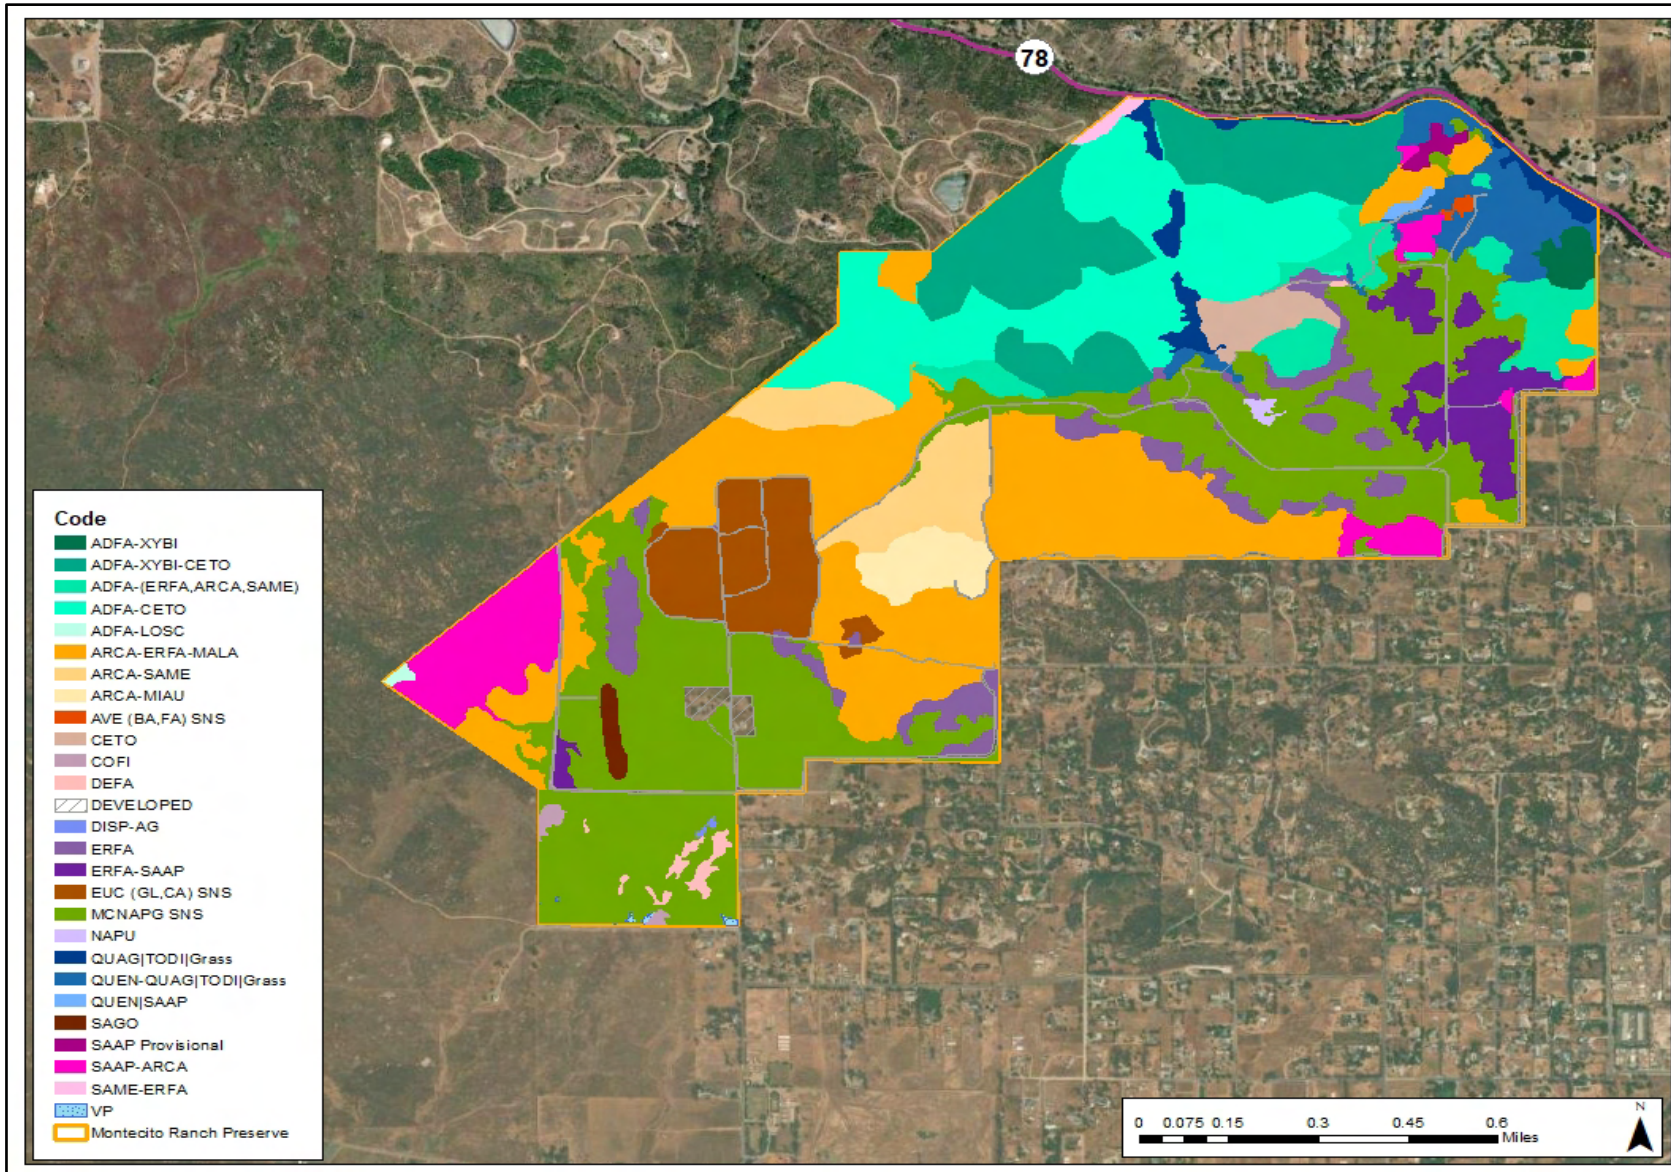 78
Code
ADFA-XYBI
ADFA-XYBI-CETO
ADFA-(ERFA,ARCA,SAME)
ADFA-CETO
ADFA-LOSC
ARCA-ERFA-MALA
ARCA-SAME
ARCA-MIAU
AVE (BA,FA) SNS
CETO
COFI
DEFA
DEVELOPED
DISP-AG
ERFA
ERFA-SAAP
EUC (GL,CA) SNS
MCNAPG SNS
NAPU
QUAG|TODI|Grass
QUEN-QUAG|TODI|Grass
QUEN|SAAP
SAGO
SAAP Provisional
SAAP-ARCA
SAME-ERFA
VP
Montecito Ranch Preserve
N
0 0.075 0.15 0.3 0.45 0.6
Miles